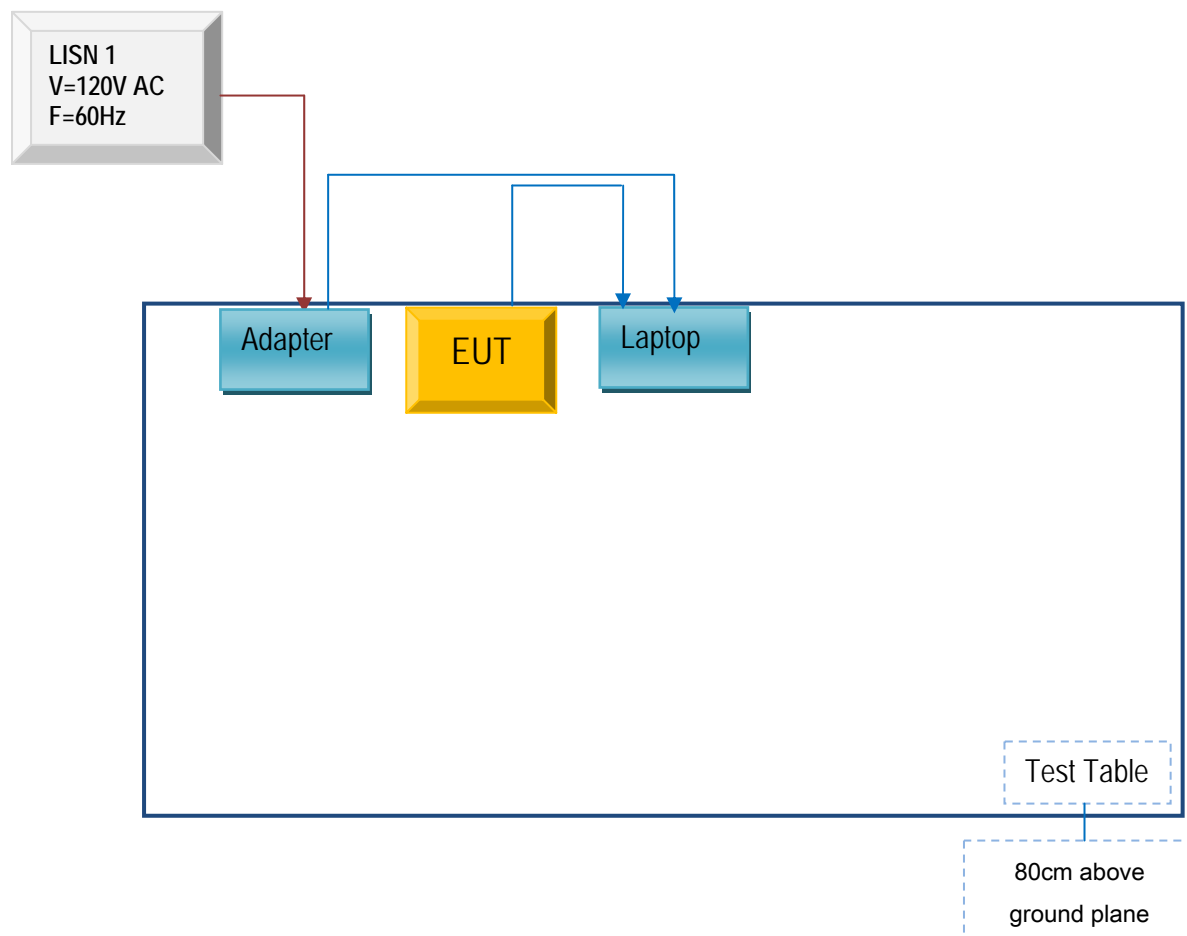 LISN 1
V=120V AC
F=60Hz
Adapter
EUT
Laptop
Test Table
80cm above
ground plane